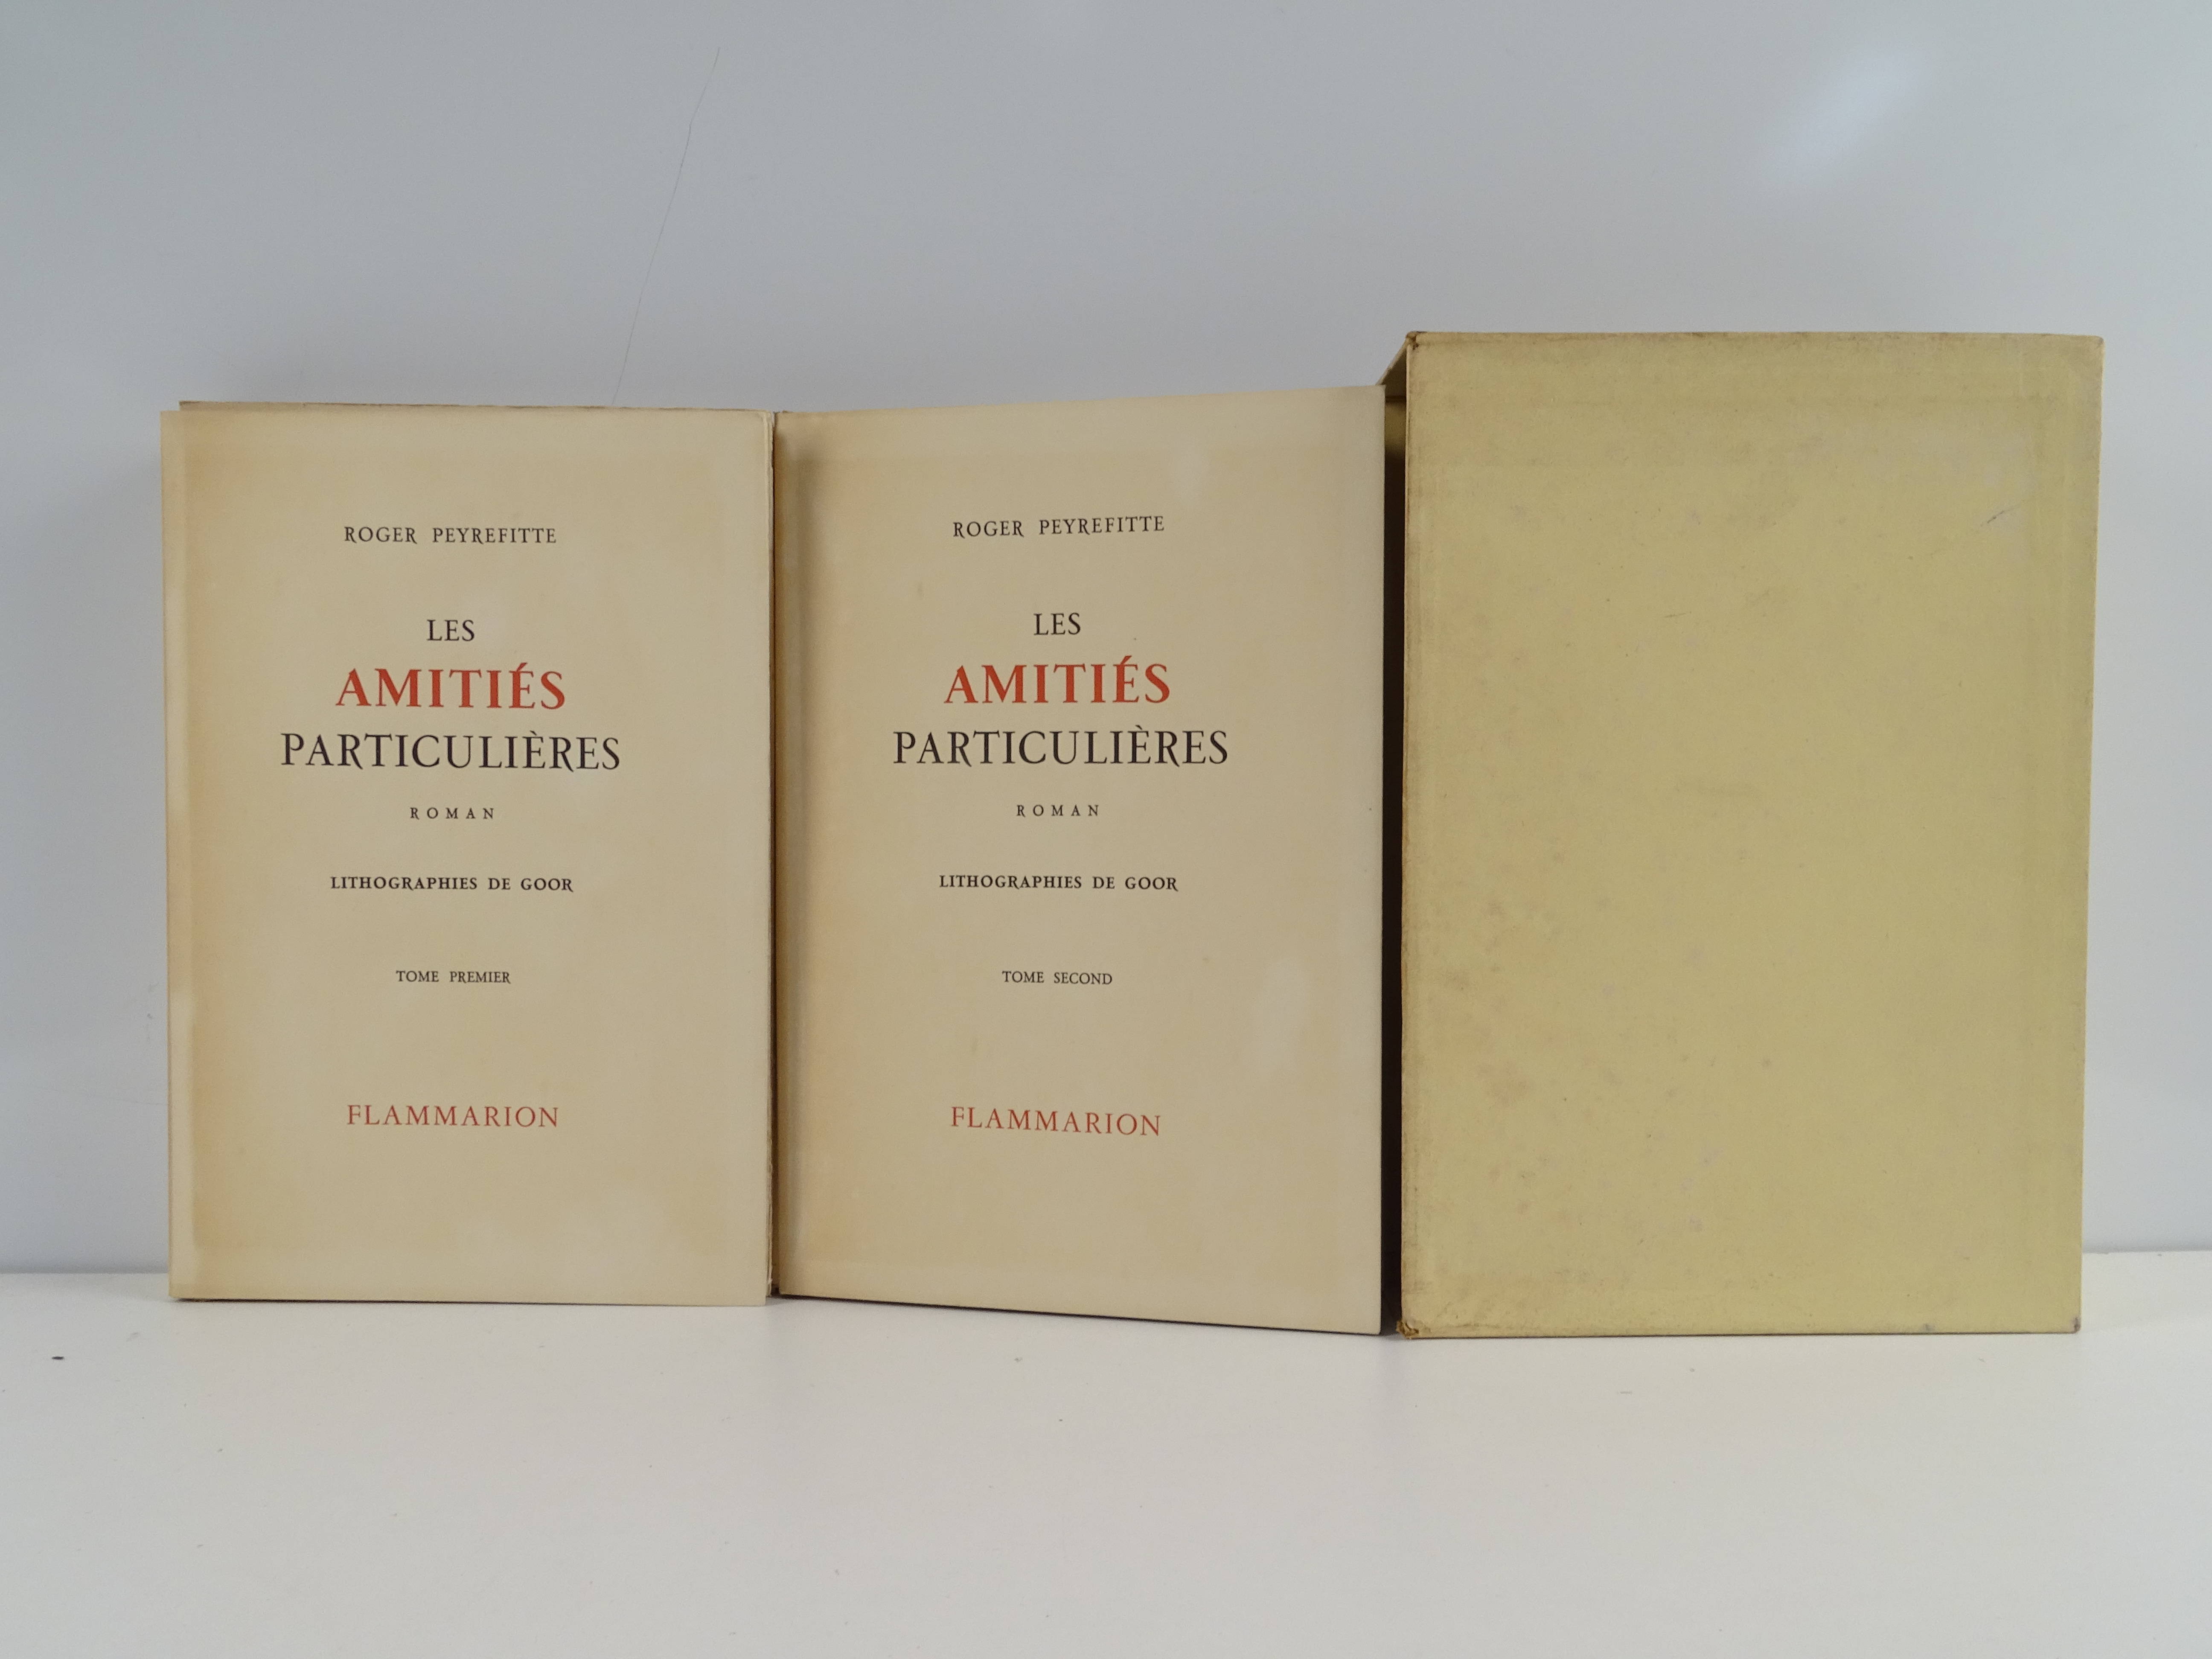 ROGER PEYREFITTE
LES
AMITIÉS
PARTICULIÈRES
ROMAN
LITHOGRAPHIES DE GOOR
TOME PREMIER
FLAMMARION
ROGER PEYREFITTE
LES
AMITIÉS
PARTICULIÈRES
ROMAN
LITHOGRAPHIES DE GOOR
TOME SECOND
FLAMMARION